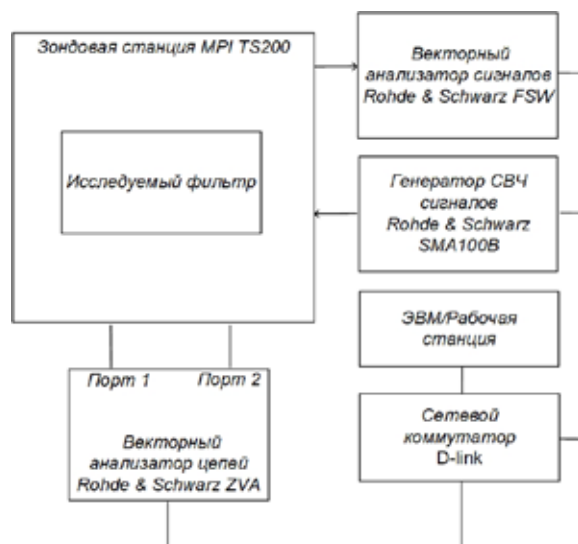 Зондовая станция MPI TS200
Исследуемый фильтр
Векторный
анализатор сигналов
Rohde & Schwarz FSW
Генератор СВЧ
сигналов
Rohde & Schwarz
SMA100B
ЭВМ/Рабочая
станция
Порт 1 Порт 2
Векторный
анализатор цепей
Rohde & Schwarz ZVA
Сетевой
коммутатор
D-link